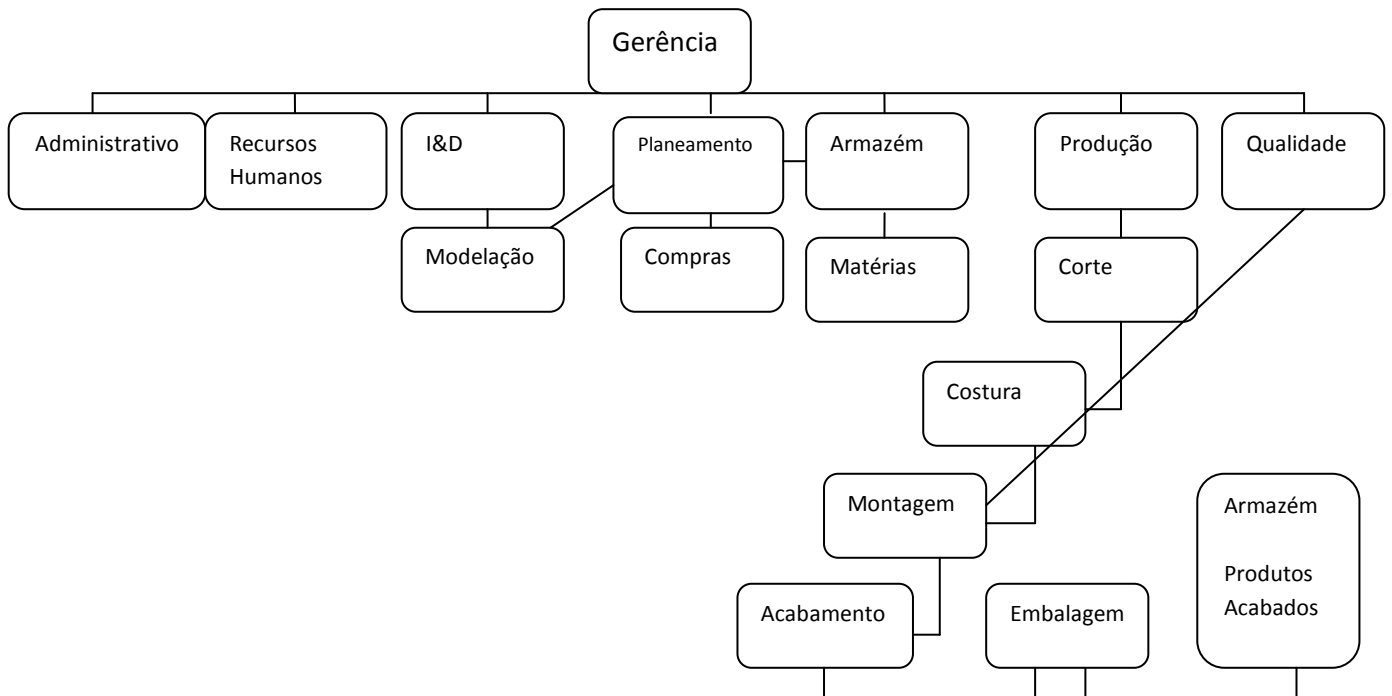 Gerência
Administrativo
Recursos
Humanos
I&D
Planeamento
Armazém
Produção
Qualidade
Modelação
Compras
Matérias
Corte
Costura
Montagem
Armazém
Produtos
Acabados
Acabamento
Embalagem